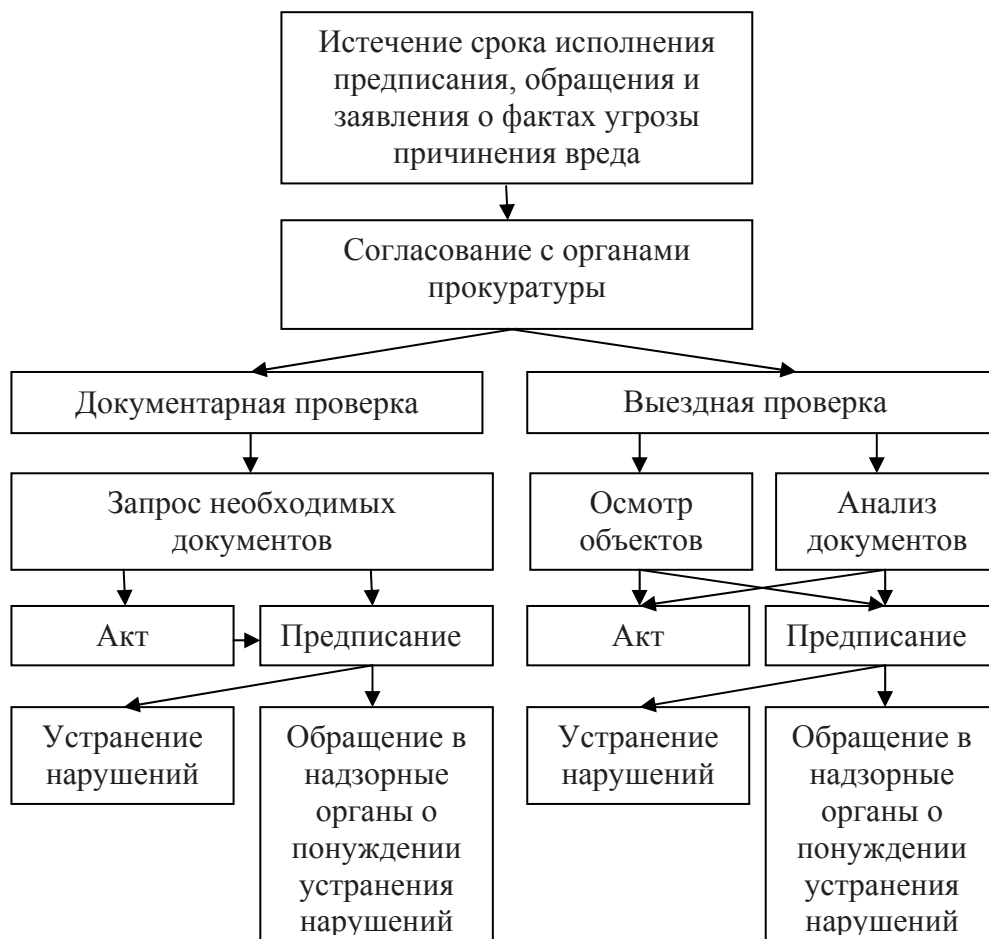 Истечение срока исполнения
предписания, обращения и
заявления о фактах угрозы
причинения вреда
Согласование с органами
прокуратуры
Документарная проверка
Выездная проверка
Запрос необходимых
документов
Осмотр
объектов
Анализ
документов
Акт
Предписание
Акт
Предписание
Устранение
нарушений
Обращение в
надзорные
органы о
понуждении
устранения
нарушений
Устранение
нарушений
Обращение в
надзорные
органы о
понуждении
устранения
нарушений